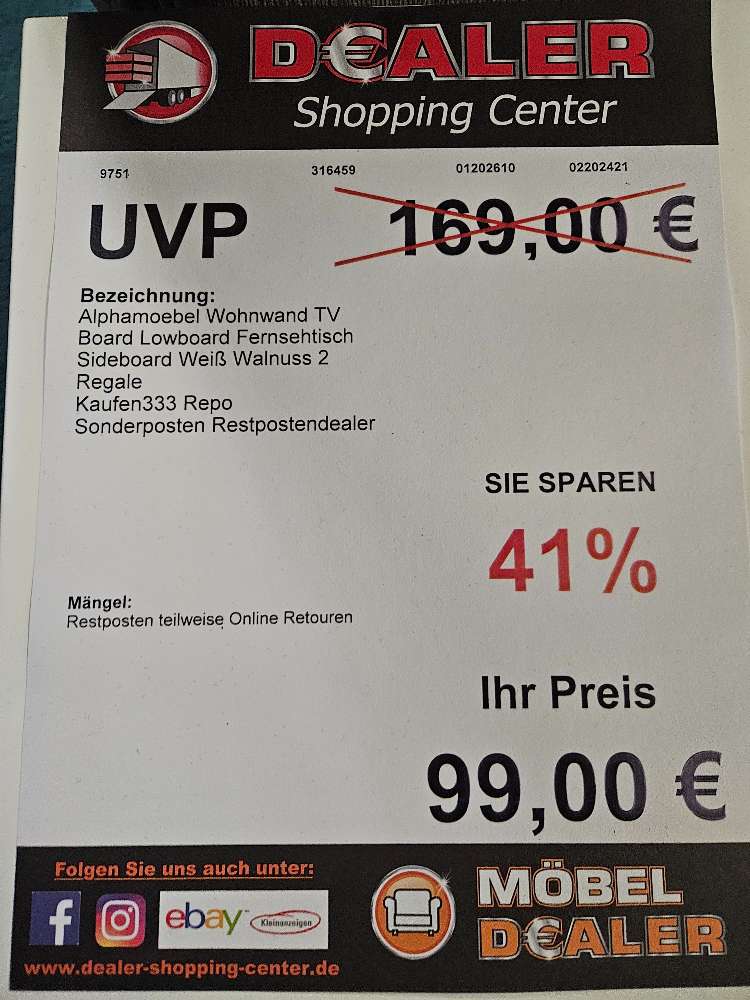 D€ALER
Shopping Center
9751 316459 01202610 02202421
UVP 169,00 €
Bezeichnung:
Alphamoebel Wohnwand TV
Board Lowboard Fernsehtisch
Sideboard Weiß Walnuss 2
Regale
Kaufen333 Repo
Sonderposten Restpostendealer
SIE SPAREN
41%
Mängel:
Restposten teilweise Online Retouren
Ihr Preis
99,00 €
Folgen Sie uns auch unter:
f ebay Kleinanzeigen
www.dealer-shopping-center.de
MÖBEL
D€ALER